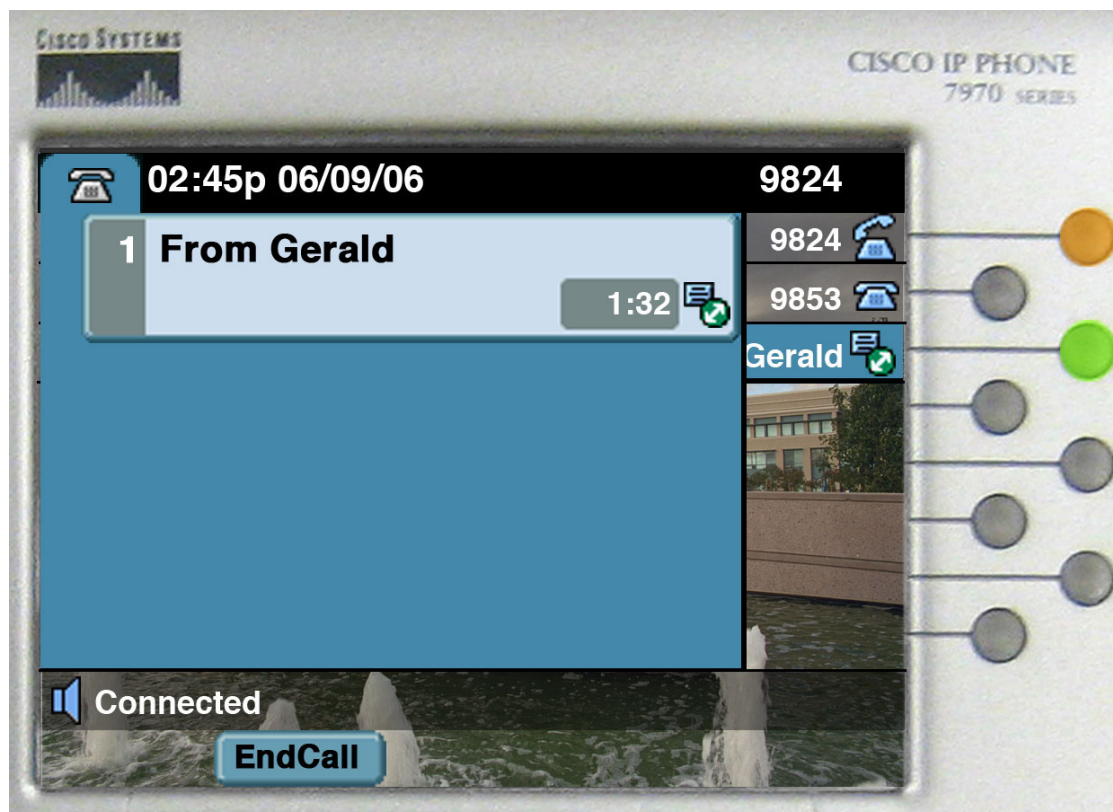 CISCO SYSTEMS
CISCO IP PHONE
7970 SERIES
02:45p 06/09/06
9824
1 From Gerald
1:32
9824
9853
Gerald
Connected
EndCall